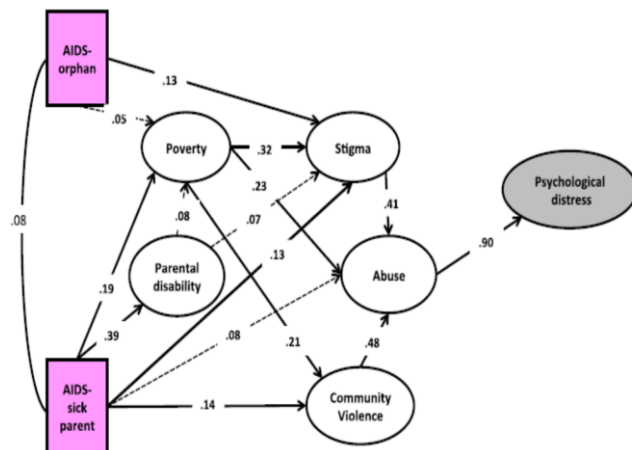 AIDS-
orphan
.13
.05
Poverty
.32
Stigma
Psychological
distress
.23
.08
.08
.07
.41
Parental
disability
.13
Abuse
.90
.19
.39
.08
.21
.48
AIDS-
sick
parent
.14
Community
Violence